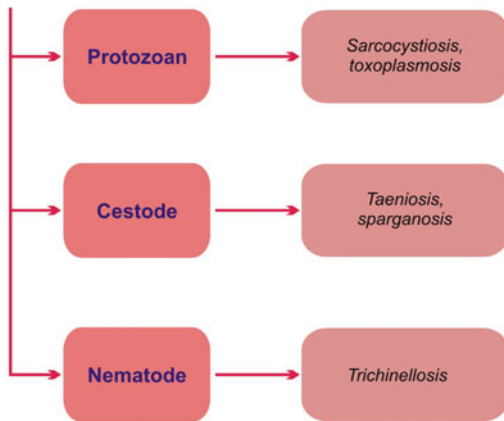 Protozoan
Sarcocystiosis,
toxoplasmosis
Cestode
Taeniosis,
sparganosis
Nematode
Trichinellosis